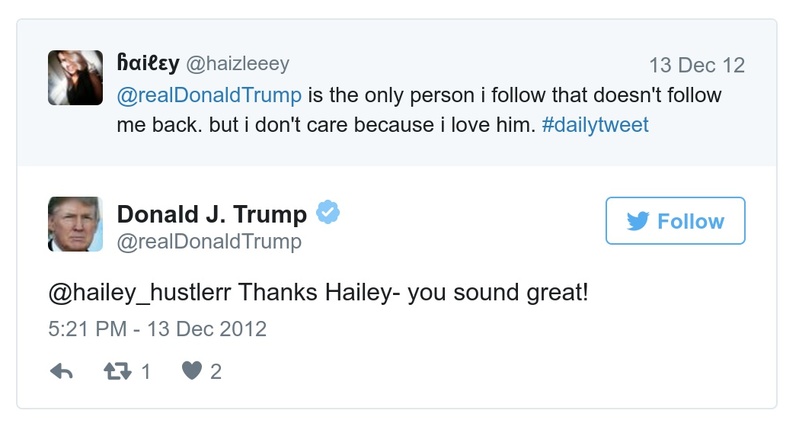 ɦαiℓεy @haizleeey 13 Dec 12
@realDonaldTrump is the only person i follow that doesn't follow
me back. but i don't care because i love him. #dailytweet
Donald J. Trump
@realDonaldTrump
Follow
@hailey_hustlerr Thanks Hailey- you sound great!
5:21 PM - 13 Dec 2012
1 2